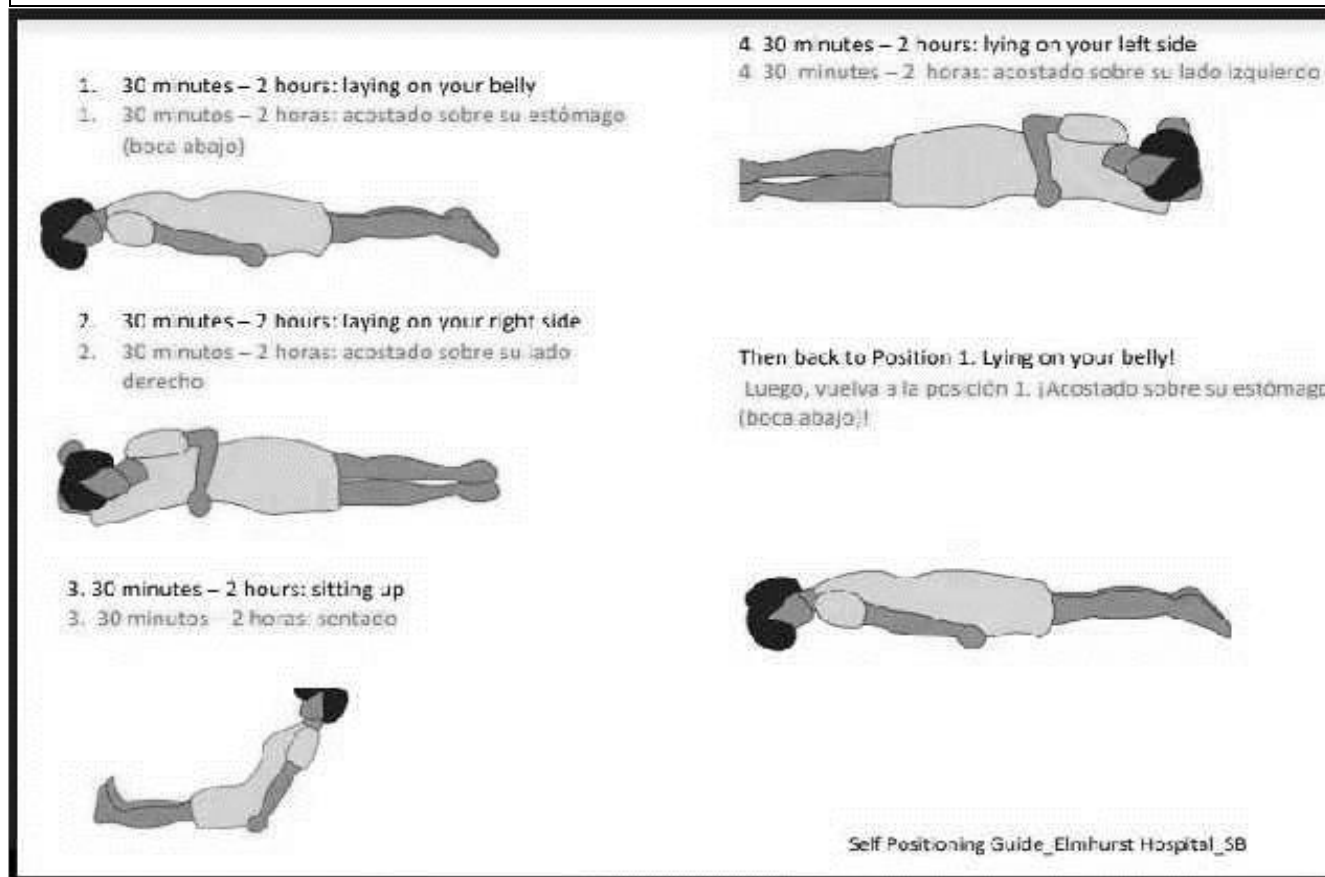 1. 30 minutes – 2 hours: laying on your belly
1. 30 minutos – 2 horas: acostado sobre su estómago
(boca abajo)
2. 30 minutes – 2 hours: laying on your right side
2. 30 minutos – 2 horas: acostado sobre su lado
derecho
3. 30 minutes – 2 hours: sitting up
3. 30 minutos – 2 horas: sentado
4. 30 minutes – 2 hours: lying on your left side
4. 30 minutes – 2 horas: acostado sobre su lado izquierdo
Then back to Position 1. Lying on your belly!
Luego, vuelva a la posición 1. ¡Acostado sobre su estómago
(boca abajo)!
Self Positioning Guide_Elmhurst Hospital_SB